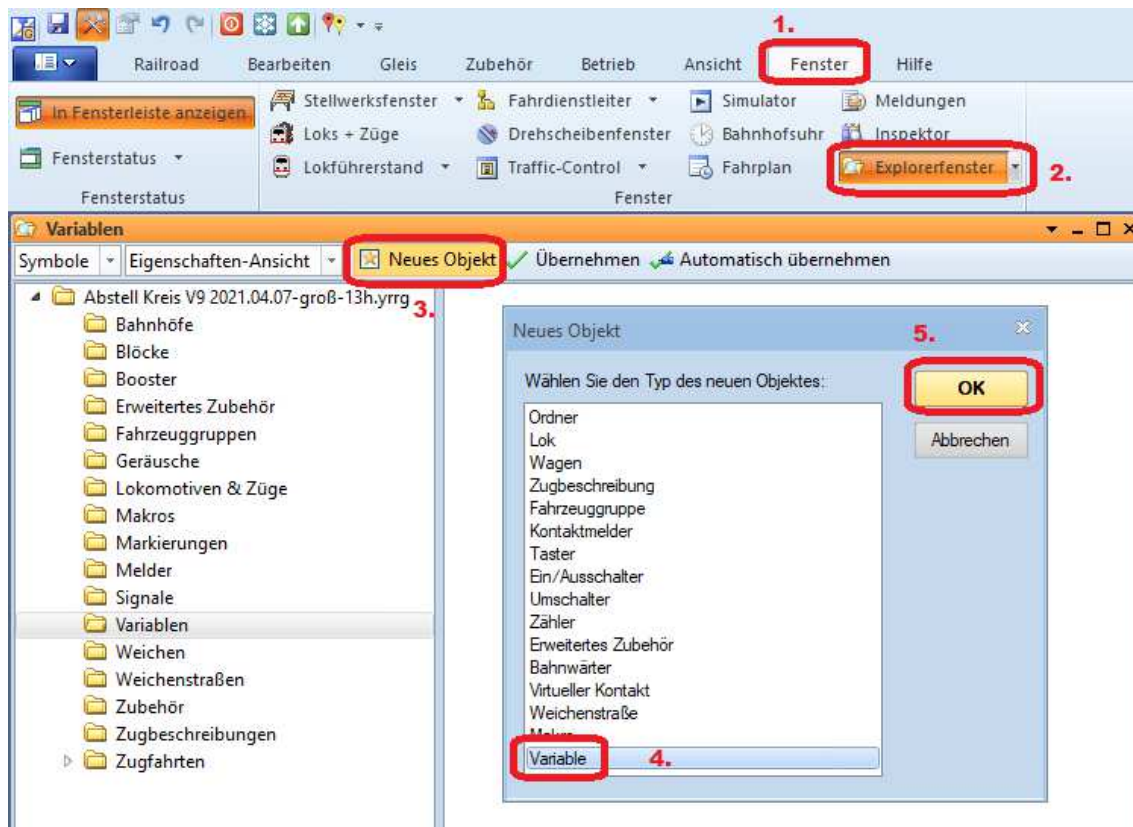 1.
Railroad Bearbeiten Gleis Zubehör Betrieb Ansicht Fenster Hilfe
In Fensterleiste anzeigen Stellwerksfenster Fahrdienstleiter Simulator Meldungen
Loks + Züge Drehscheibenfenster Bahnhofsuhr Inspektor
Fensterstatus Lokführerstand Traffic-Control Fahrplan Explorerfenster 2.
Fensterstatus Fenster
Variablen
Symbole Eigenschaften-Ansicht Neues Objekt Übernehmen Automatisch übernehmen
Abstell Kreis V9 2021.04.07-groß-13h.yrrg
3.
Bahnhöfe
Blöcke
Booster
Erweitertes Zubehör
Fahrzeuggruppen
Geräusche
Lokomotiven & Züge
Makros
Markierungen
Melder
Signale
Variablen
Weichen
Weichenstraßen
Zubehör
Zugbeschreibungen
Zugfahrten
Neues Objekt 5.
Wählen Sie den Typ des neuen Objektes:
OK
Abbrechen
Ordner
Lok
Wagen
Zugbeschreibung
Fahrzeuggruppe
Kontaktmelder
Taster
Ein/Ausschalter
Umschalter
Zähler
Erweitertes Zubehör
Bahnwärter
Virtueller Kontakt
Weichenstraße
Makro
Variable 4.